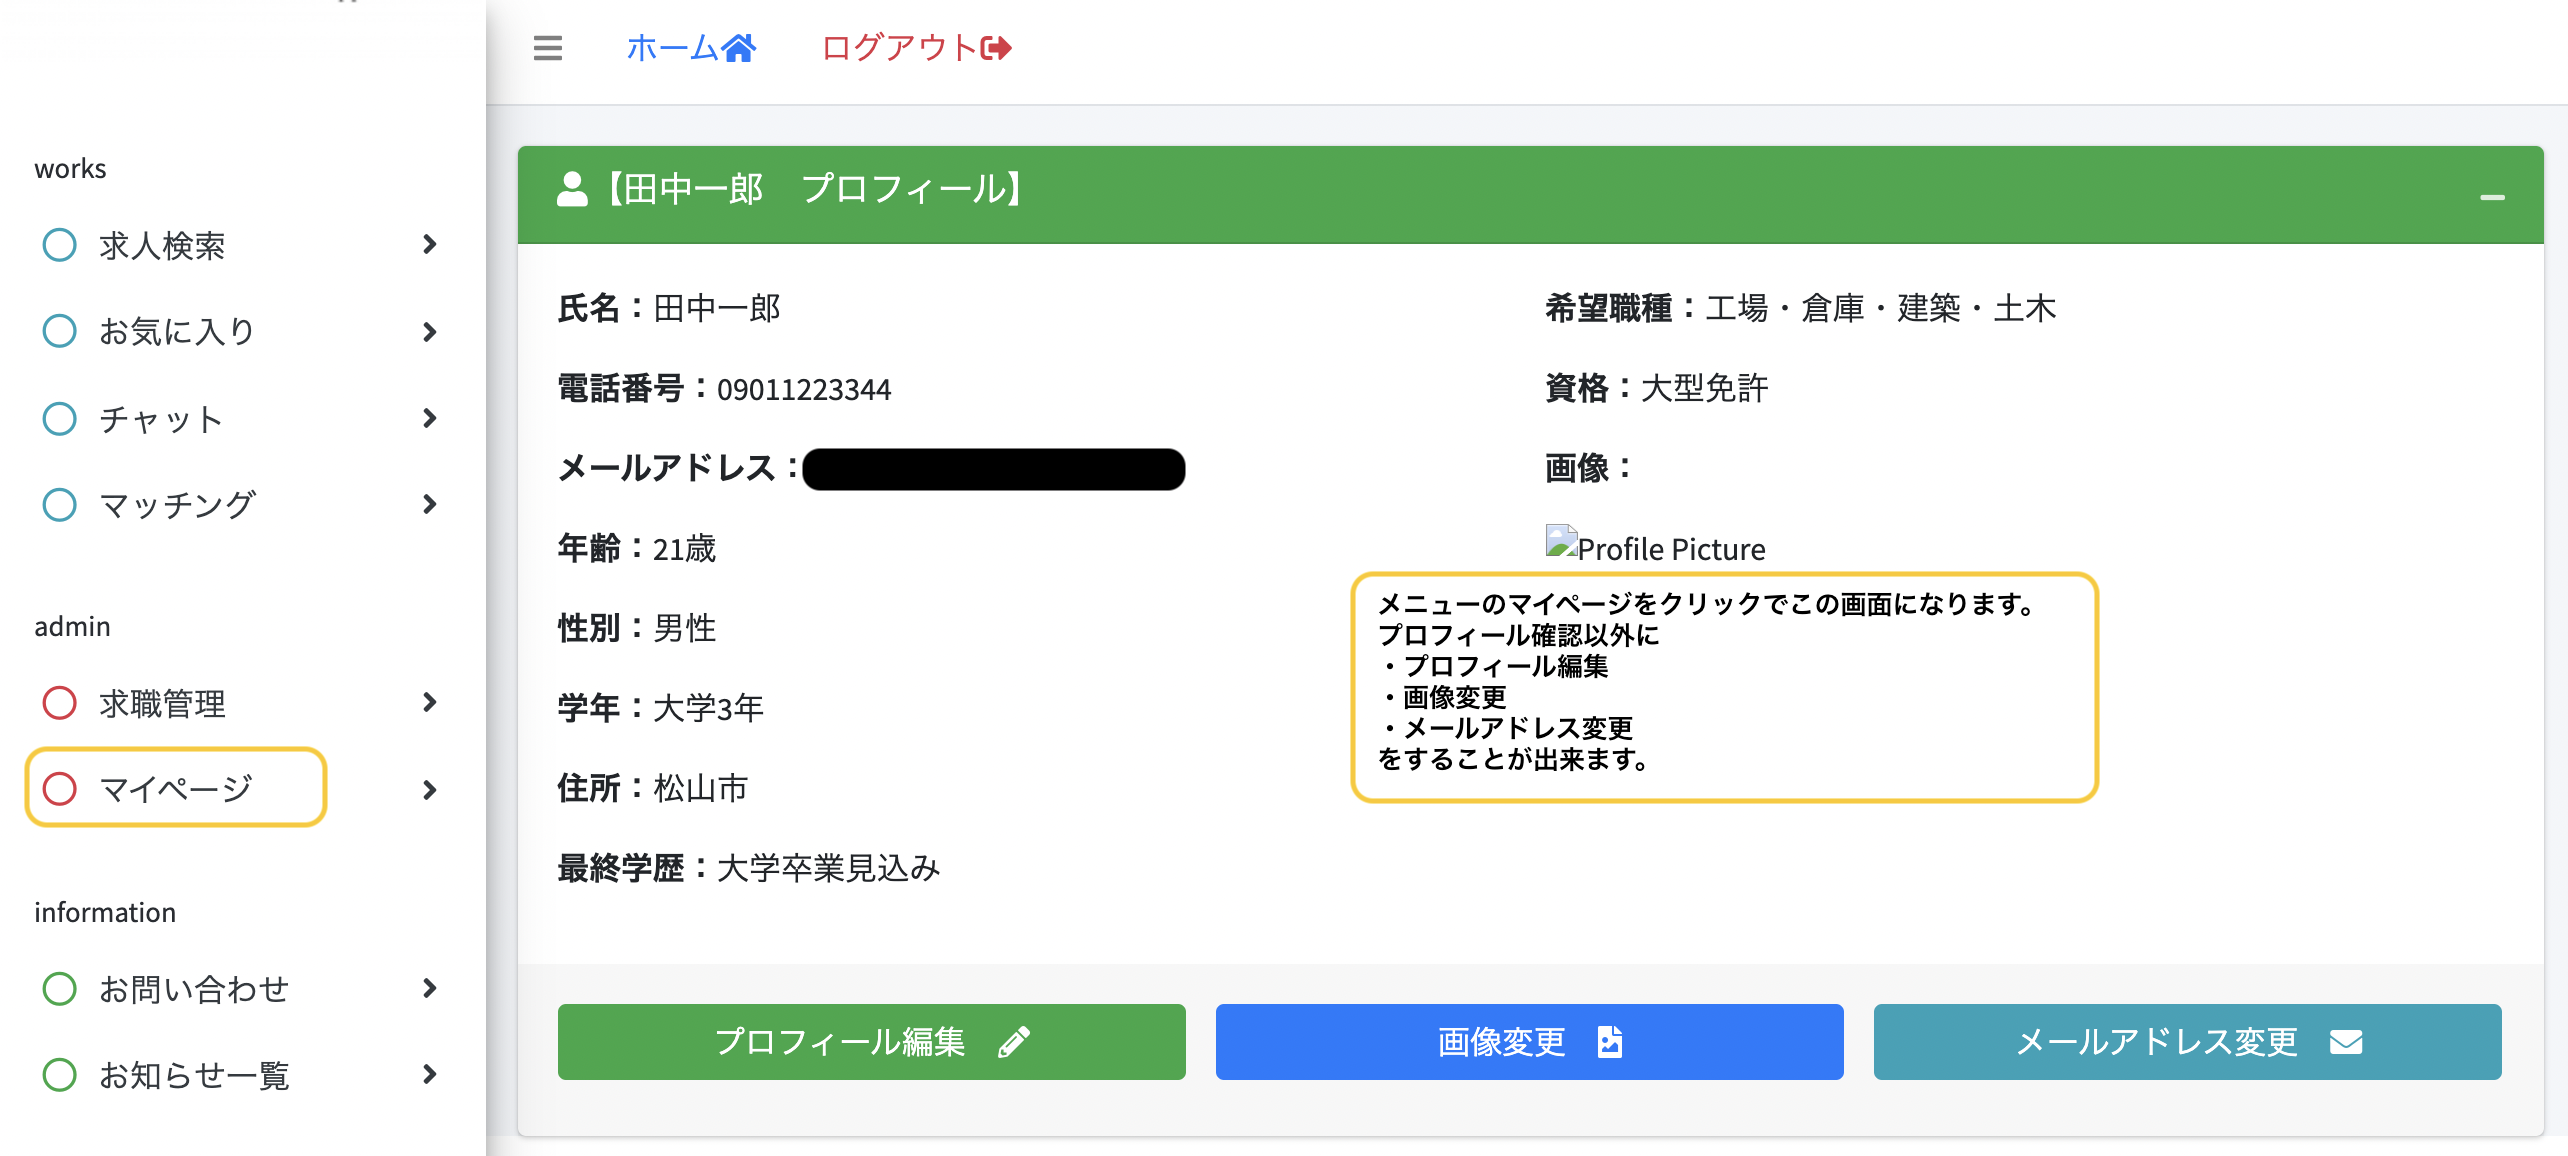 works
求人検索
お気に入り
チャット
マッチング
admin
求職管理
マイページ
information
お問い合わせ
お知らせ一覧
ホーム
ログアウト
【田中一郎　プロフィール】
氏名：田中一郎
電話番号：09011223344
メールアドレス：
年齢：21歳
性別：男性
学年：大学3年
住所：松山市
最終学歴：大学卒業見込み
希望職種：工場・倉庫・建築・土木
資格：大型免許
画像：
Profile Picture
メニューのマイページをクリックでこの画面になります。
プロフィール確認以外に
・プロフィール編集
・画像変更
・メールアドレス変更
をすることが出来ます。
プロフィール編集
画像変更
メールアドレス変更